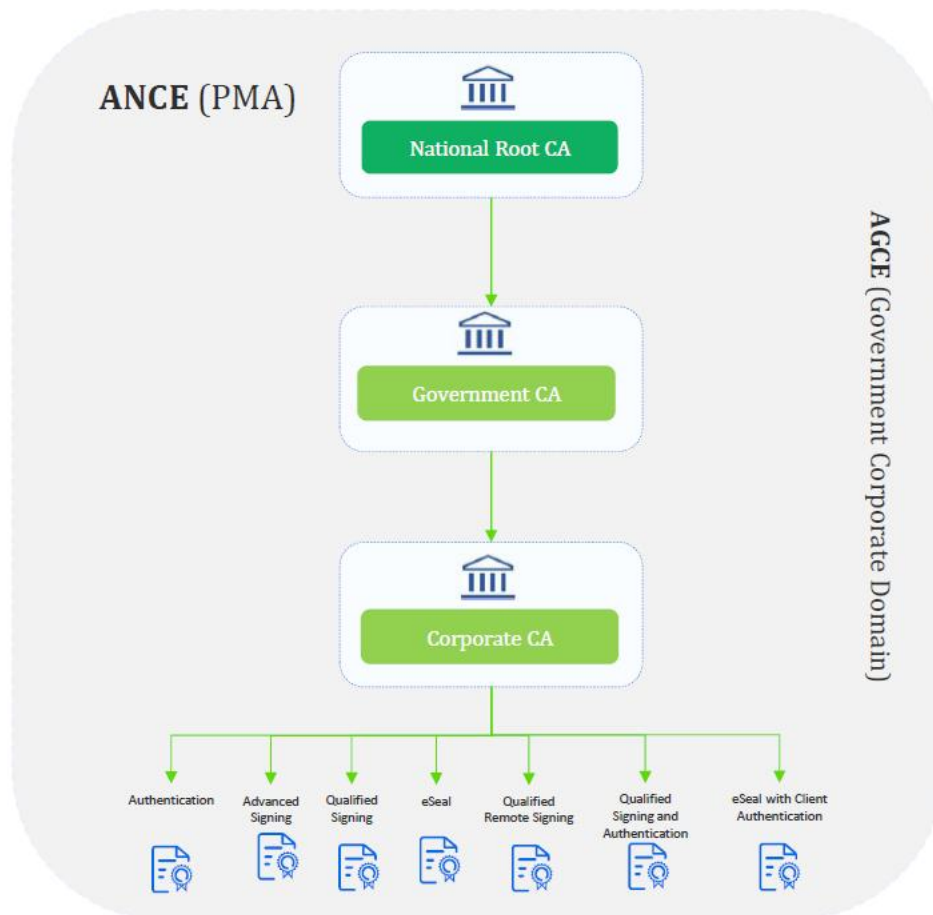 ANCE (PMA)
National Root CA
AGCE (Government Corporate Domain)
Government CA
Corporate CA
Authentication
Advanced
Signing
Qualified
Signing
eSeal
Qualified
Remote Signing
Qualified
Signing and
Authentication
eSeal with Client
Authentication